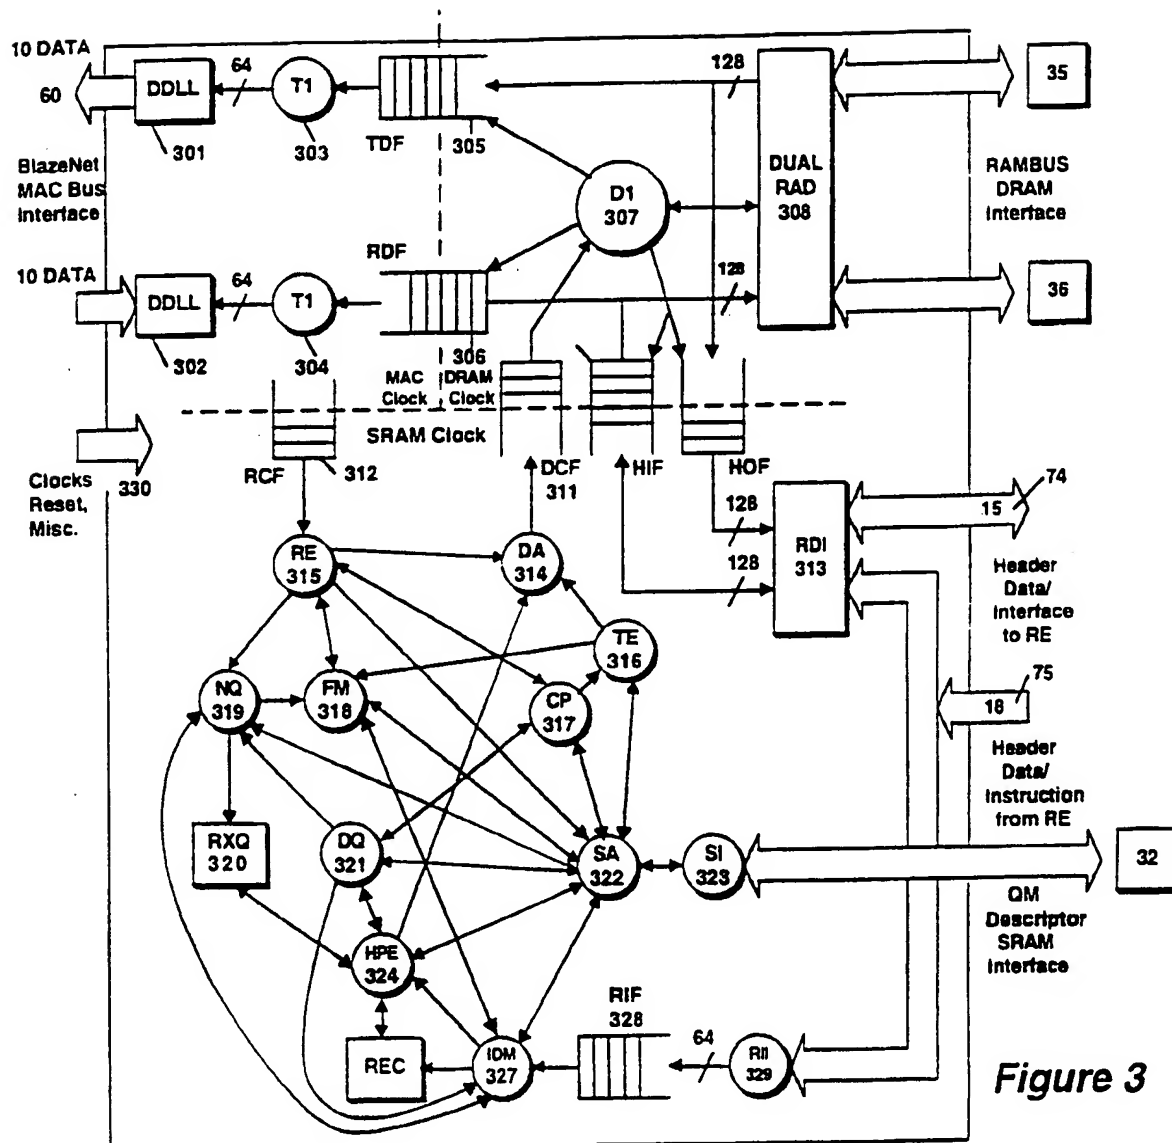 10 DATA
60
DDLL
301
64
T1
303
TDF
305
128
DUAL
RAD
308
35
BlazeNet
MAC Bus
Interface
D1
307
RAMBUS
DRAM
Interface
RDF
10 DATA
DDLL
302
64
T1
304
306
128
36
MAC
Clock
DRAM
Clock
SRAM Clock
RCF
312
DCF
311
HIF
HOF
Clocks
Reset,
Misc.
330
128
128
RDI
313
15
74
Header
Data/
Interface
to RE
RE
315
DA
314
TE
316
NQ
319
FM
318
CP
317
18
75
Header
Data/
Instruction
from RE
RXQ
320
DQ
321
SA
322
SI
323
32
QM
Descriptor
SRAM
Interface
HPE
324
REC
IDM
327
RIF
328
64
RII
329
Figure 3